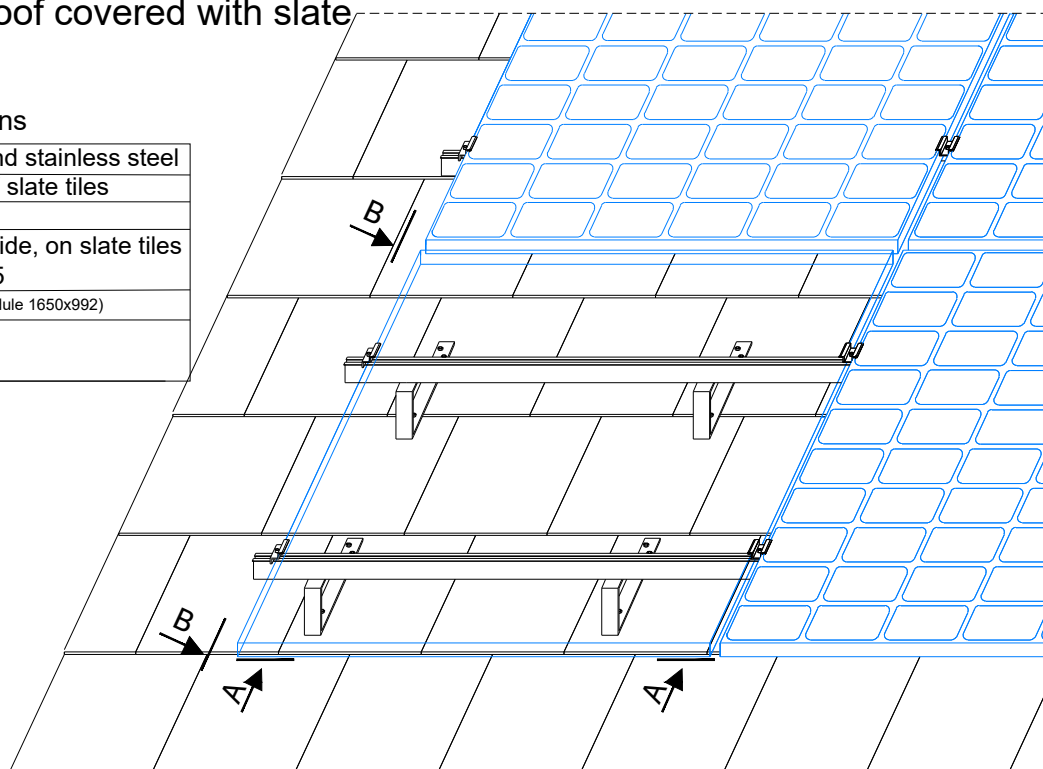 oof covered with slate
ns
nd stainless steel
slate tiles
ide, on slate tiles
5
lule 1650x992)
B
B
A
A